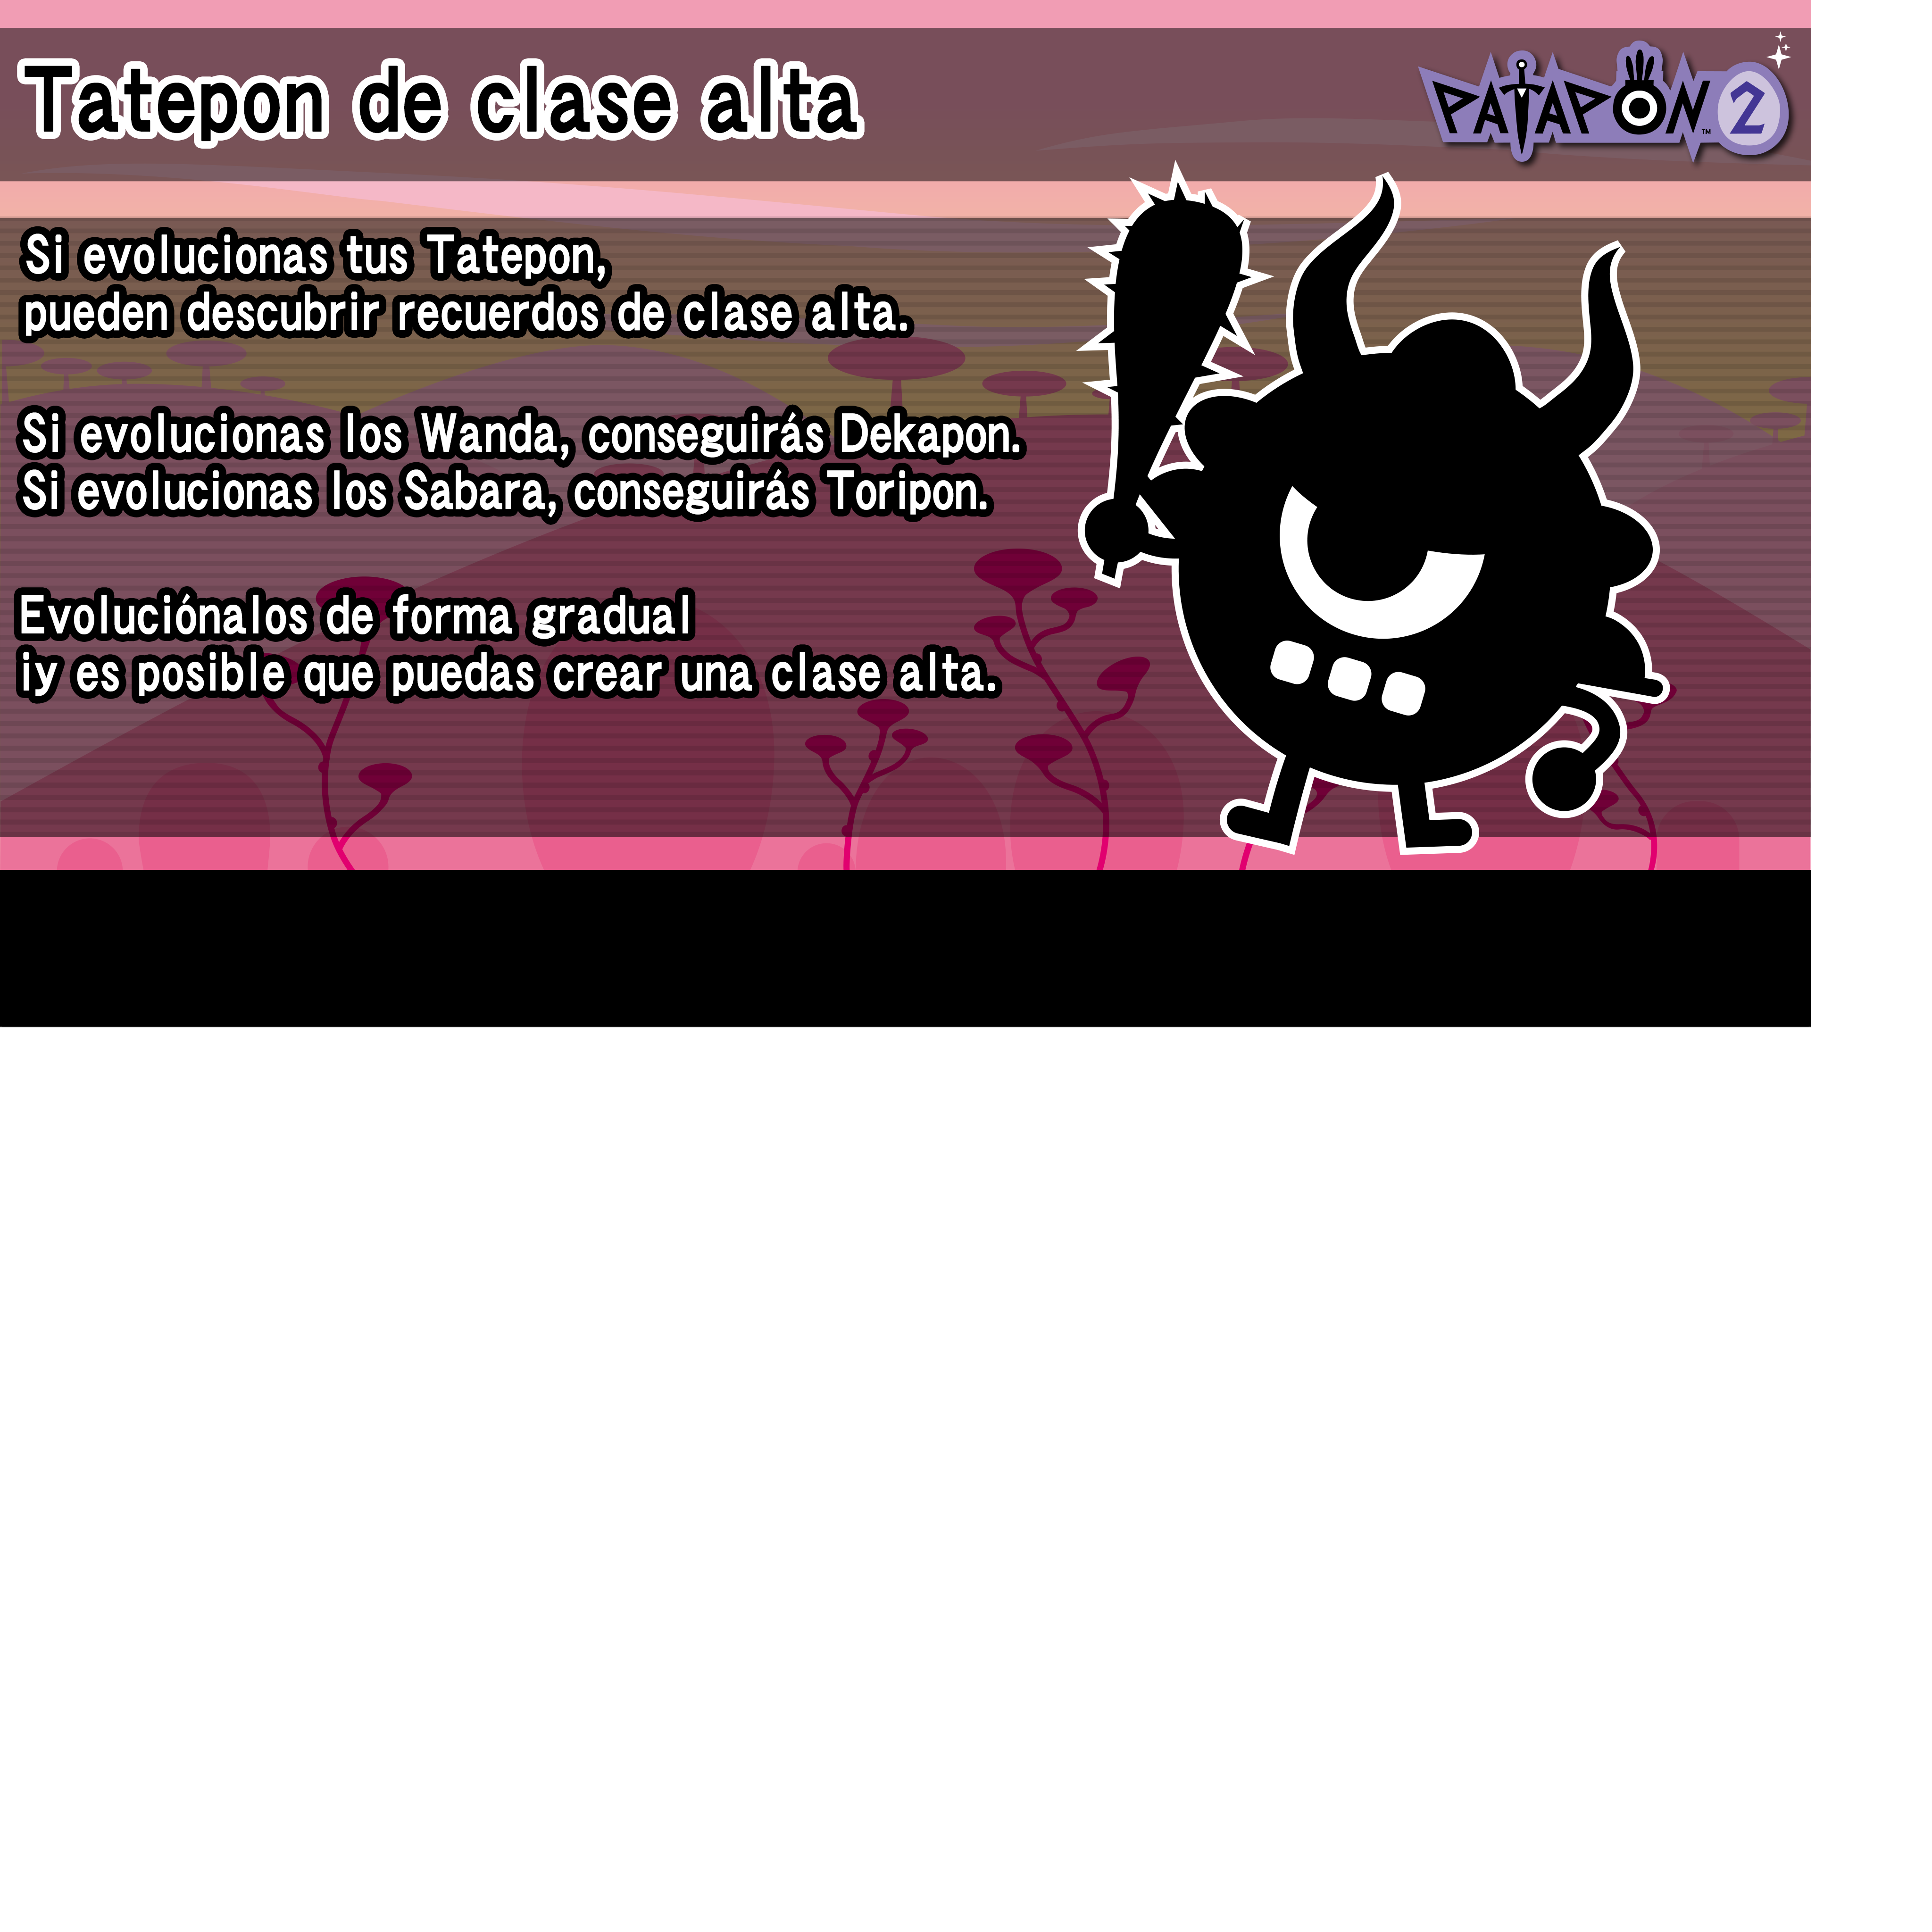 Tatepon de clase alta
PATAPON™ 2
Si evolucionas tus Tatepon,
pueden descubrir recuerdos de clase alta.
Si evolucionas los Wanda, conseguirás Dekapon.
Si evolucionas los Sabara, conseguirás Toripon.
Evoluciónalos de forma gradual
¡y es posible que puedas crear una clase alta.